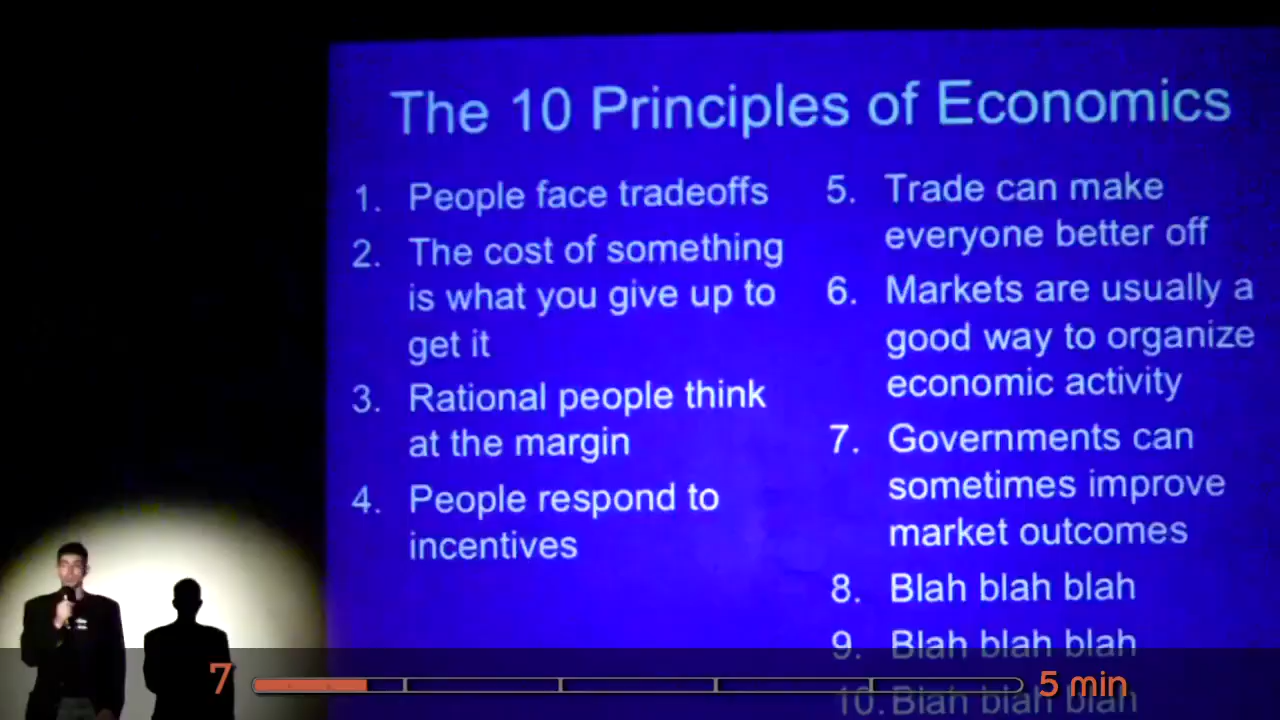 The 10 Principles of Economics
1. People face tradeoffs
2. The cost of something
is what you give up to
get it
3. Rational people think
at the margin
4. People respond to
incentives
5. Trade can make
everyone better off
6. Markets are usually a
good way to organize
economic activity
7. Governments can
sometimes improve
market outcomes
8. Blah blah blah
9. Blah blah blah
10. Blah blah blah
7
5 min